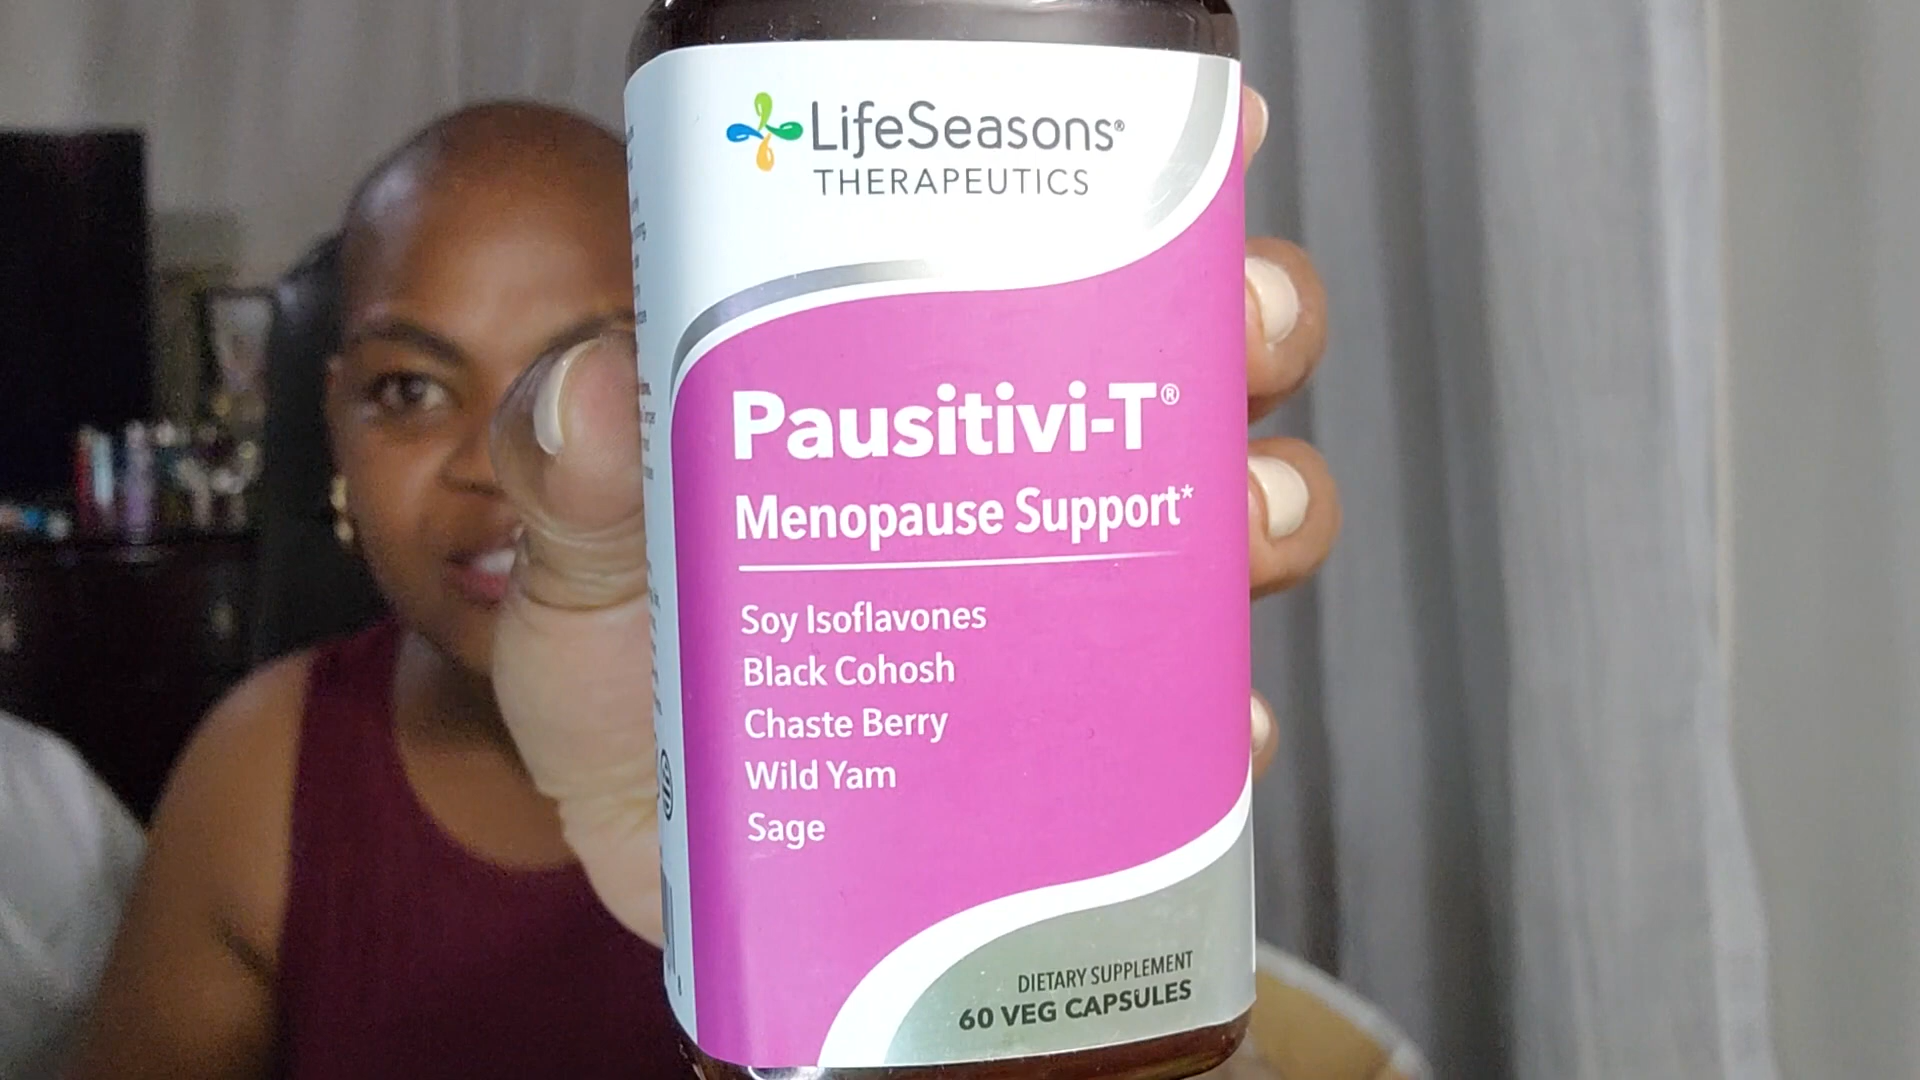 LifeSeasons®
THERAPEUTICS
Pausitivi-T®
Menopause Support*
Soy Isoflavones
Black Cohosh
Chaste Berry
Wild Yam
Sage
DIETARY SUPPLEMENT
60 VEG CAPSULES